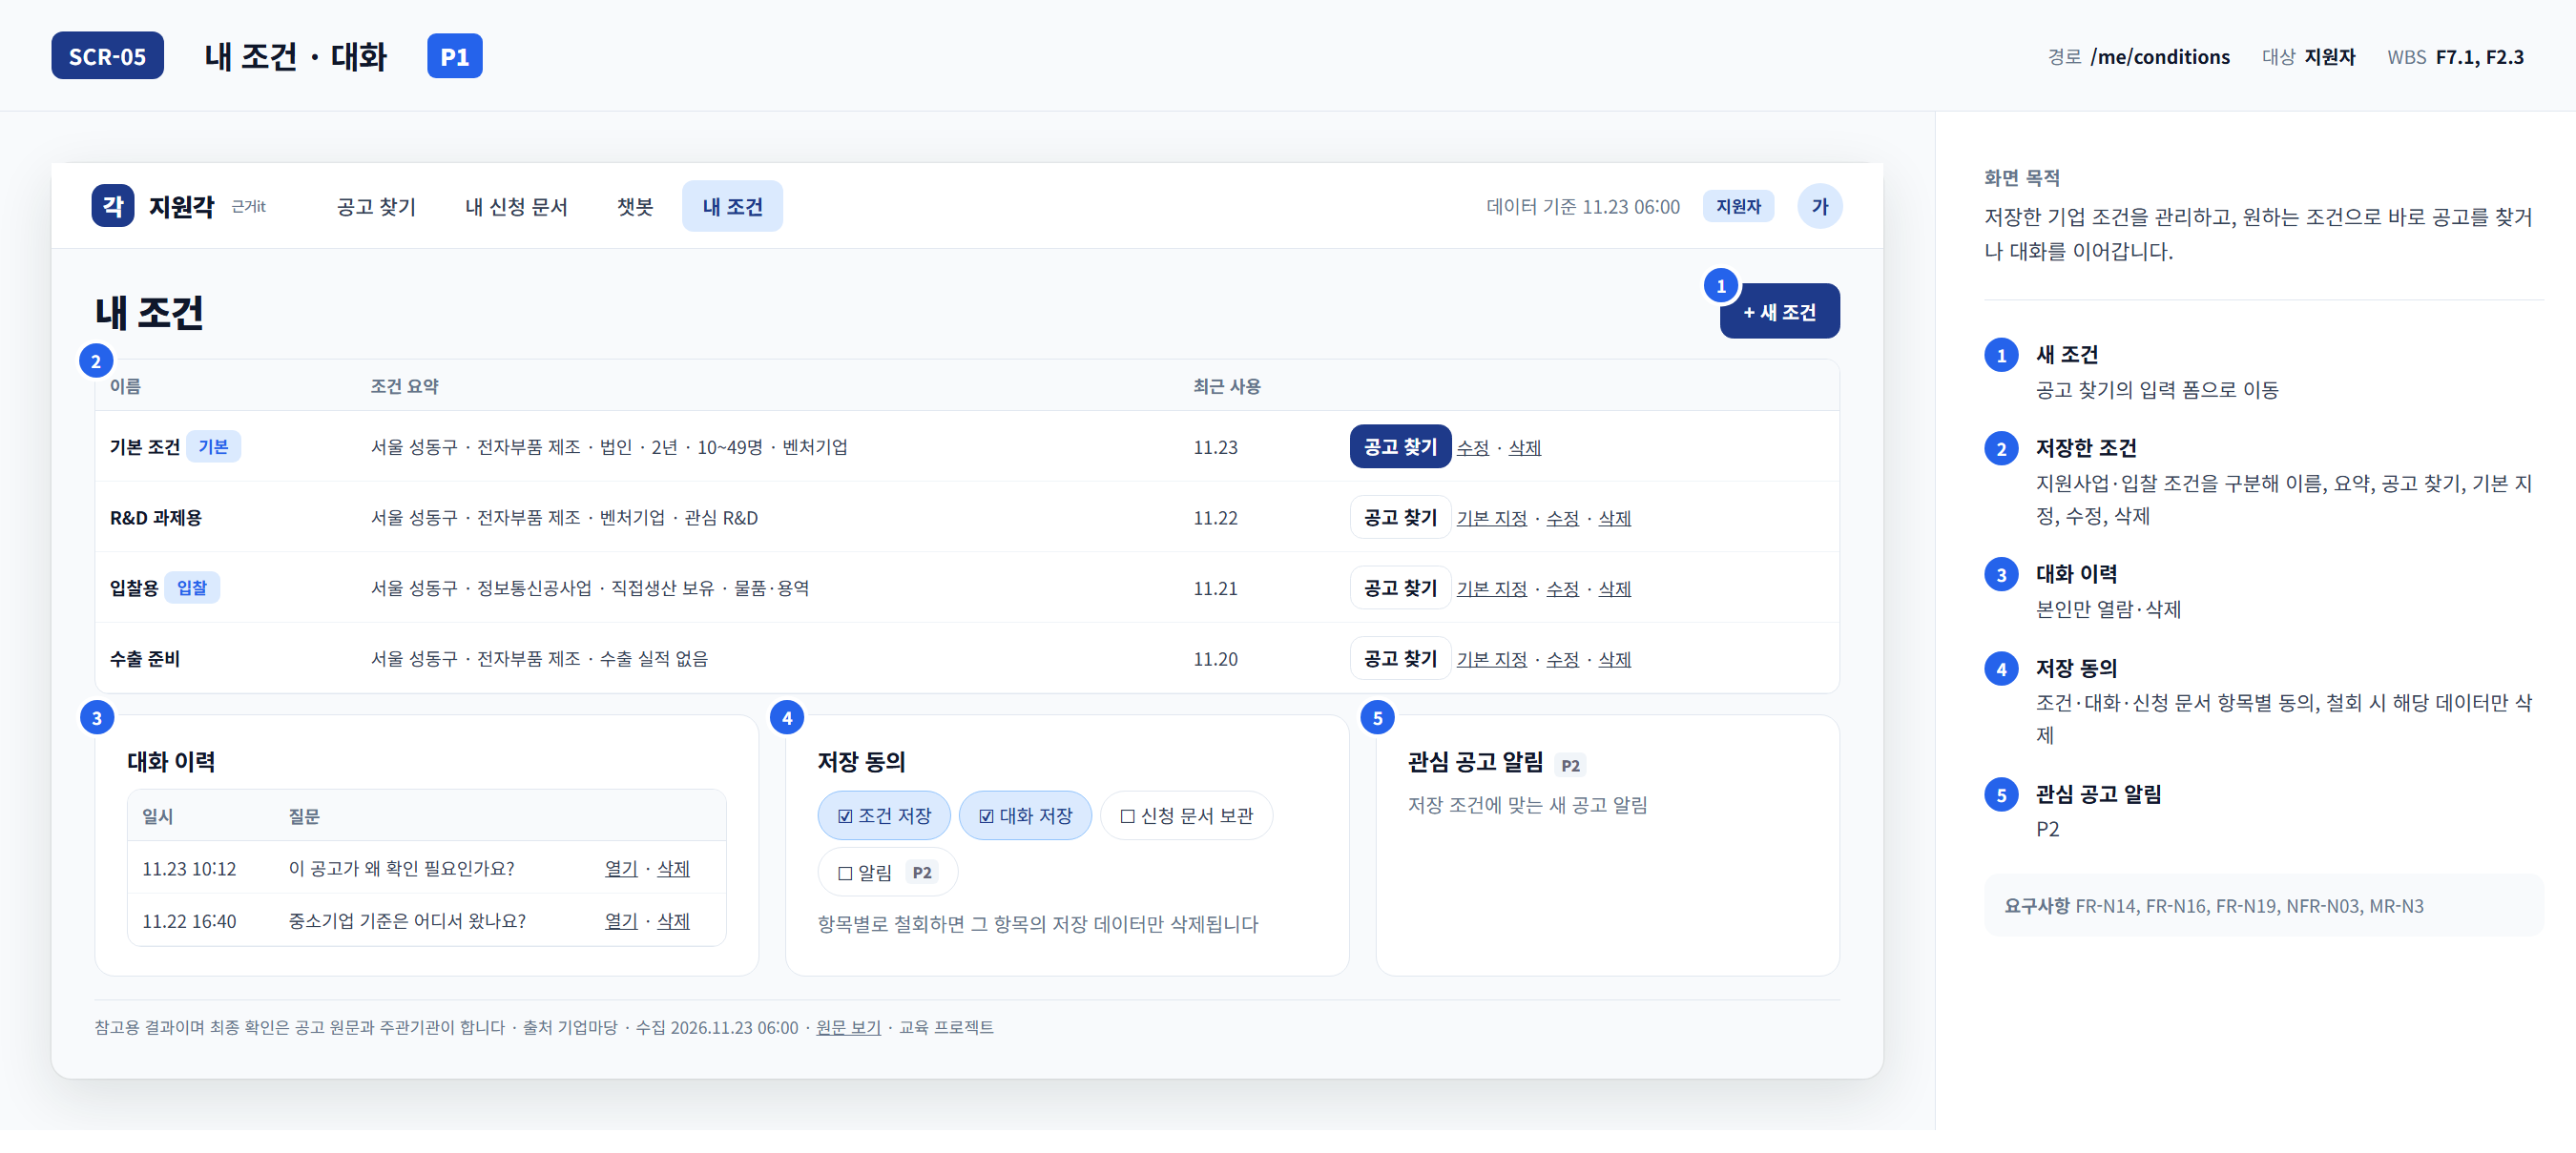 SCR-05 내 조건 · 대화 P1 경로 /me/conditions 대상 지원자 WBS F7.1, F2.3
각 지원각 근거it 공고 찾기 내 신청 문서 챗봇 내 조건 데이터 기준 11.23 06:00 지원자 가
내 조건
1 + 새 조건
2
이름 조건 요약 최근 사용
기본 조건 기본 서울 성동구 · 전자부품 제조 · 법인 · 2년 · 10~49명 · 벤처기업 11.23 공고 찾기 수정 · 삭제
R&D 과제용 서울 성동구 · 전자부품 제조 · 벤처기업 · 관심 R&D 11.22 공고 찾기 기본 지정 · 수정 · 삭제
입찰용 입찰 서울 성동구 · 정보통신공사업 · 직접생산 보유 · 물품·용역 11.21 공고 찾기 기본 지정 · 수정 · 삭제
수출 준비 서울 성동구 · 전자부품 제조 · 수출 실적 없음 11.20 공고 찾기 기본 지정 · 수정 · 삭제
3
대화 이력
일시 질문
11.23 10:12 이 공고가 왜 확인 필요인가요? 열기 · 삭제
11.22 16:40 중소기업 기준은 어디서 왔나요? 열기 · 삭제
4
저장 동의
☑ 조건 저장 ☑ 대화 저장 ☐ 신청 문서 보관
☐ 알림 P2
항목별로 철회하면 그 항목의 저장 데이터만 삭제됩니다
5
관심 공고 알림 P2
저장 조건에 맞는 새 공고 알림
참고용 결과이며 최종 확인은 공고 원문과 주관기관이 합니다 · 출처 기업마당 · 수집 2026.11.23 06:00 · 원문 보기 · 교육 프로젝트
화면 목적
저장한 기업 조건을 관리하고, 원하는 조건으로 바로 공고를 찾거
나 대화를 이어갑니다.
1 새 조건
공고 찾기의 입력 폼으로 이동
2 저장한 조건
지원사업·입찰 조건을 구분해 이름, 요약, 공고 찾기, 기본 지
정, 수정, 삭제
3 대화 이력
본인만 열람·삭제
4 저장 동의
조건·대화·신청 문서 항목별 동의, 철회 시 해당 데이터만 삭
제
5 관심 공고 알림
P2
요구사항 FR-N14, FR-N16, FR-N19, NFR-N03, MR-N3